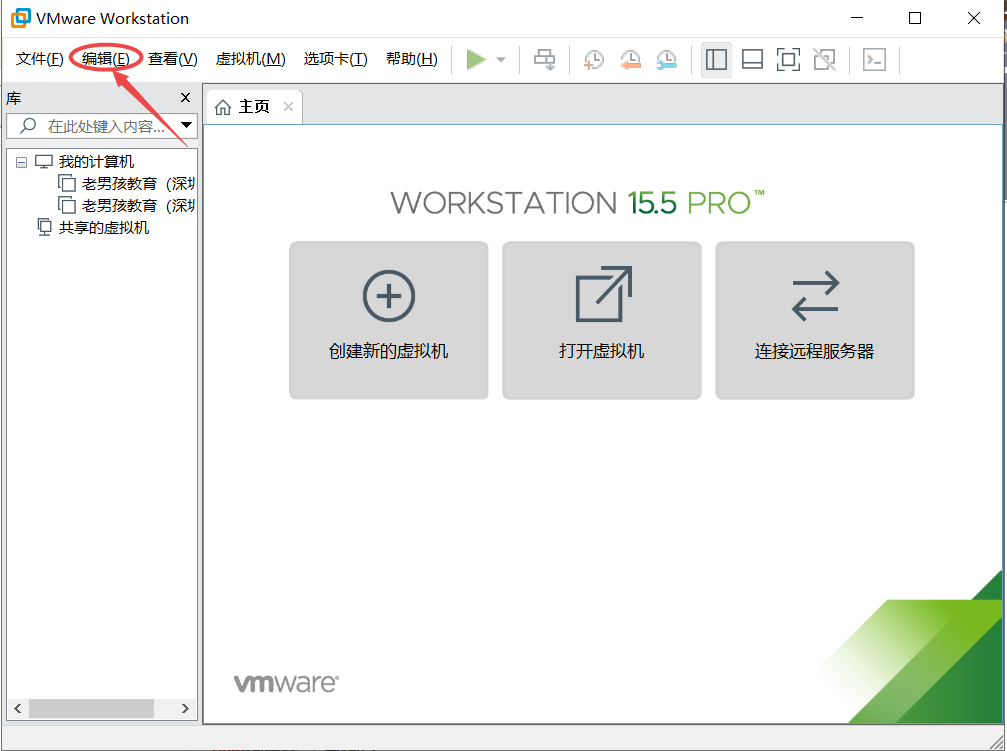 VMware Workstation
文件(F) 编辑(E) 查看(V) 虚拟机(M) 选项卡(T) 帮助(H)
库
在此处键入内容...
我的计算机
老男孩教育（深圳
老男孩教育（深圳
共享的虚拟机
主页
WORKSTATION 15.5 PRO™
创建新的虚拟机
打开虚拟机
连接远程服务器
vmware®